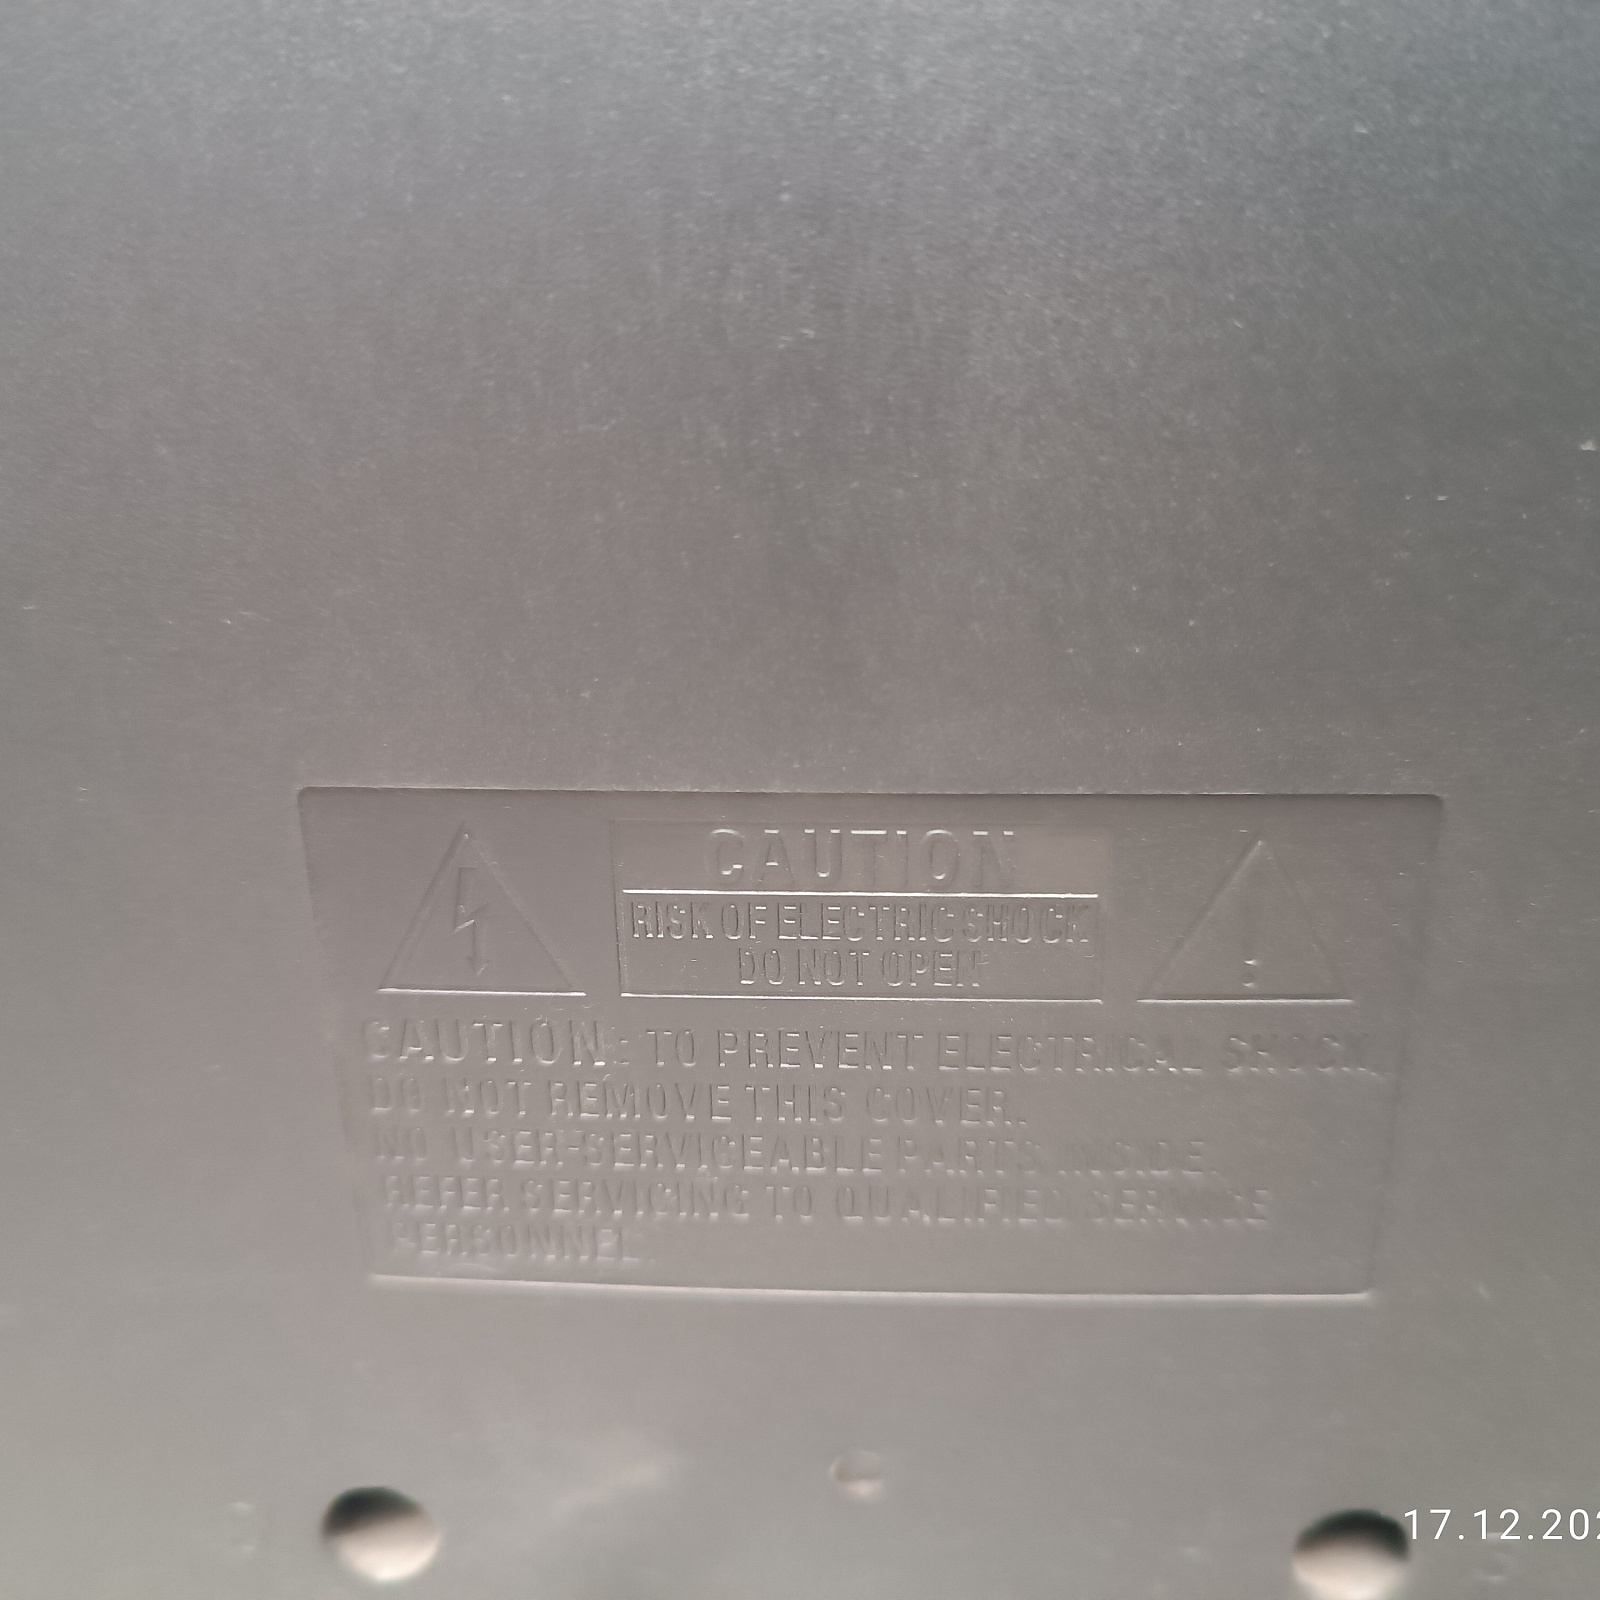 CAUTION
RISK OF ELECTRIC SHOCK
DO NOT OPEN
CAUTION: TO PREVENT ELECTRICAL SHOCK,
DO NOT REMOVE THIS COVER.
NO USER-SERVICEABLE PARTS INSIDE.
REFER SERVICING TO QUALIFIED SERVICE
PERSONNEL.
17.12.202